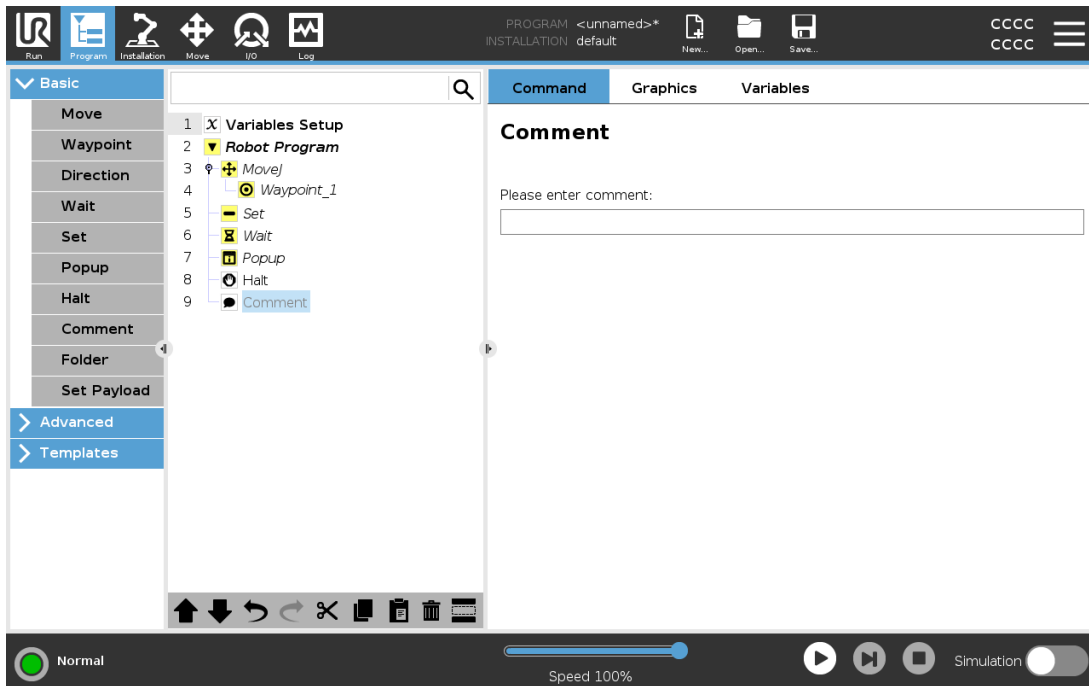 PROGRAM <unnamed>*
INSTALLATION default
CCCC
CCCC
Run
Program
Installation
Move
I/O
Log
New...
Open...
Save...
Basic
Move
Waypoint
Direction
Wait
Set
Popup
Halt
Comment
Folder
Set Payload
Advanced
Templates
1 x Variables Setup
2 Robot Program
3 MoveJ
4 Waypoint_1
5 Set
6 Wait
7 Popup
8 Halt
9 Comment
Command Graphics Variables
Comment
Please enter comment:
Normal
Speed 100%
Simulation